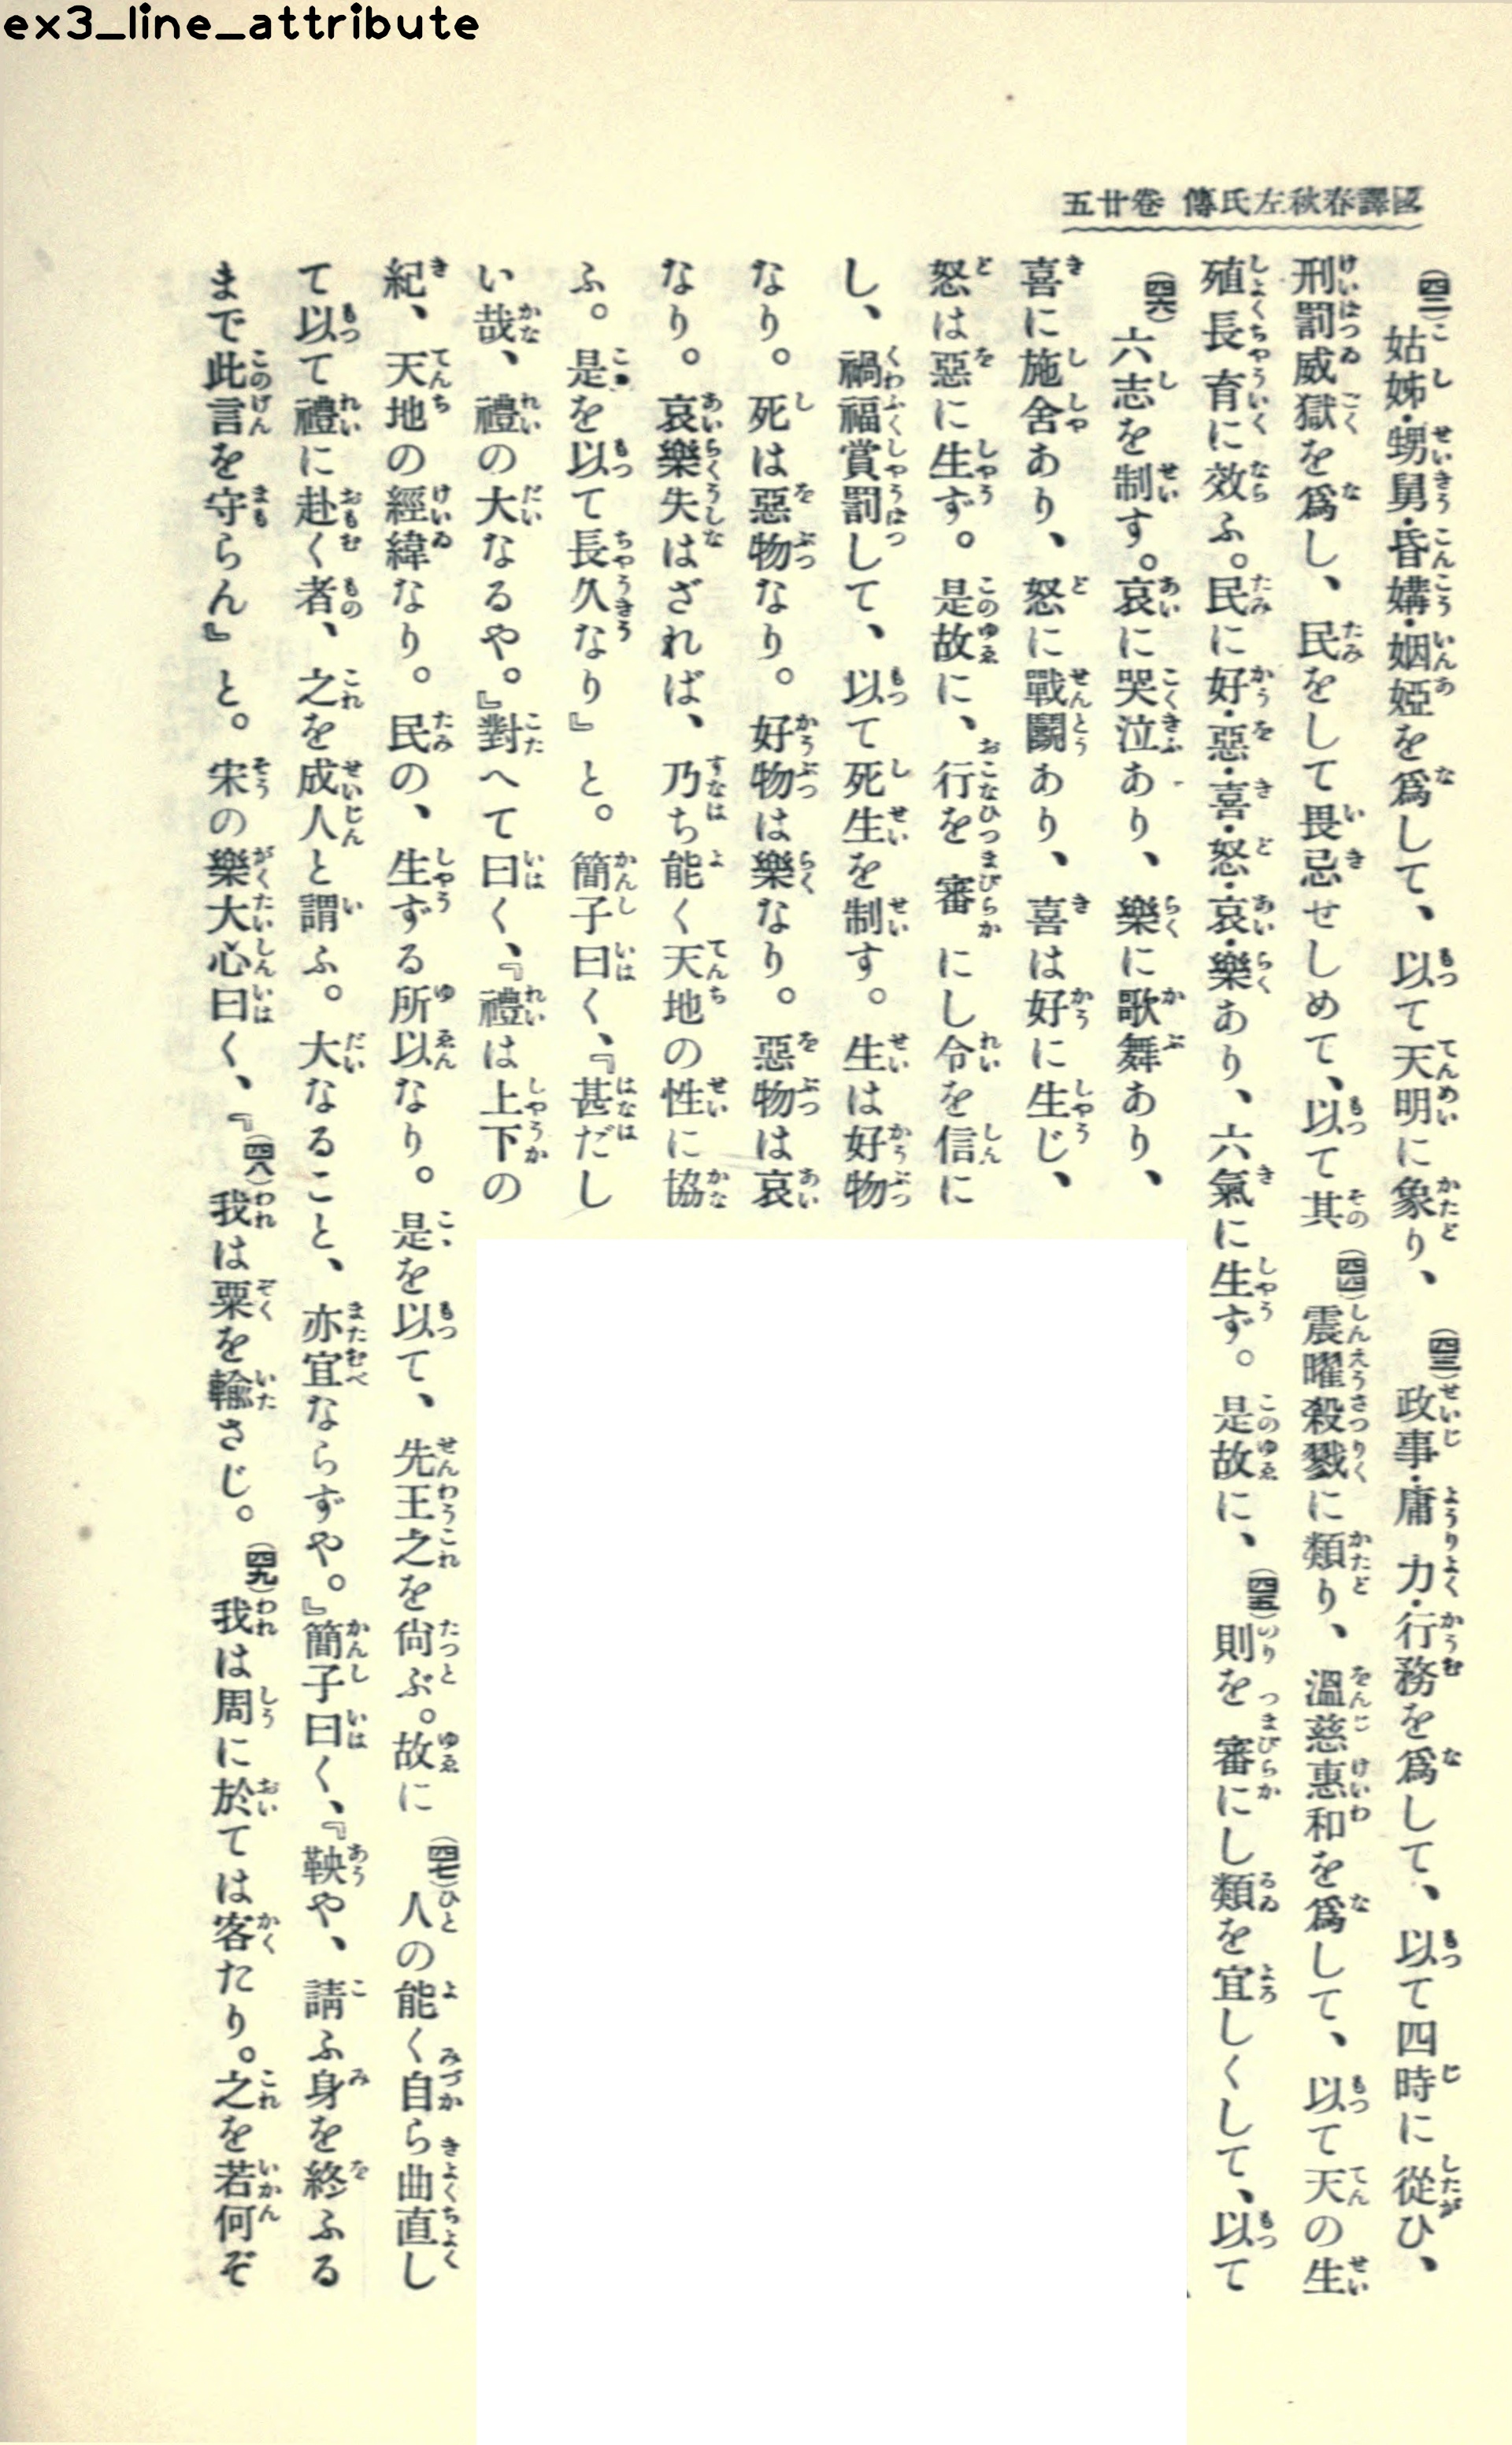 ex3_line_attribute
國譯春秋左氏傳 卷廿五
(四二)姑姊・甥舅・昏媾・姻婭を爲して、以て天明に象り、(四三)政事・庸力・行務を爲して、以て四時に從ひ、
刑罰威獄を爲し、民をして畏忌せしめて、以て其(四四)震曜殺戮に類り、溫慈惠和を爲して、以て天の生
殖長育に效ふ。民に好・惡・喜・怒・哀・樂あり、六氣に生ず。是故に、(四五)則を審にし類を宜しくして、以て
(四六)六志を制す。哀に哭泣あり、樂に歌舞あり、
喜に施舍あり、怒に戰鬭あり、喜は好に生じ、
怒は惡に生ず。是故に、行を審にし令を信に
し、禍福賞罰して、以て死生を制す。生は好物
なり。死は惡物なり。好物は樂なり。惡物は哀
なり。哀樂失はざれば、乃ち能く天地の性に協
ふ。是を以て長久なり』と。簡子曰く、『甚だし
い哉、禮の大なるや。』對へて曰く、『禮は上下の
紀、天地の經緯なり。民の、生ずる所以なり。是を以て、先王之を尙ぶ。故に(四七)人の能く自ら曲直し
て以て禮に赴く者、之を成人と謂ふ。大なること、亦宜ならずや。』簡子曰く、『鞅や、請ふ身を終ふる
まで此言を守らん』と。宋の樂大心曰く、『(四八)我は粟を輸さじ。(四九)我は周に於ては客たり。之を若何ぞ